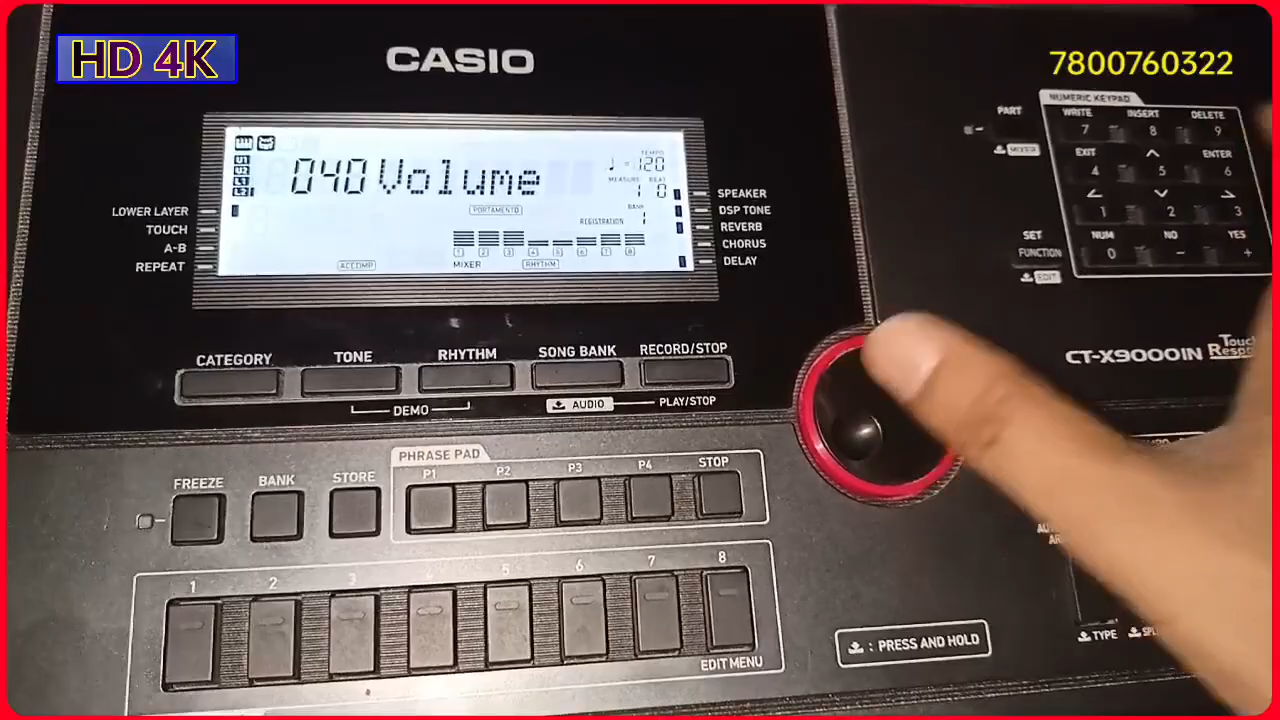 HD 4K
7800760322
CASIO
040 Volume
TEMPO
♩ = 120
MEASURE BEAT
1 0
BANK
REGISTRATION 1
U1
U2
L1
L2
PORTAMENTO
1 2 3 4 5 6 7 8
ACCOMP MIXER RHYTHM
LOWER LAYER
TOUCH
A-B
REPEAT
SPEAKER
DSP TONE
REVERB
CHORUS
DELAY
PART
MIXER
SET
FUNCTION
EDIT
NUMERIC KEYPAD
WRITE INSERT DELETE
7 8 9
EXIT ENTER
4 5 6
1 2 3
NUM NO YES
0 - +
CT-X9000IN
CATEGORY TONE RHYTHM SONG BANK RECORD/STOP
DEMO AUDIO PLAY/STOP
PHRASE PAD
FREEZE BANK STORE P1 P2 P3 P4 STOP
1 2 3 4 5 6 7 8
EDIT MENU
: PRESS AND HOLD
TYPE